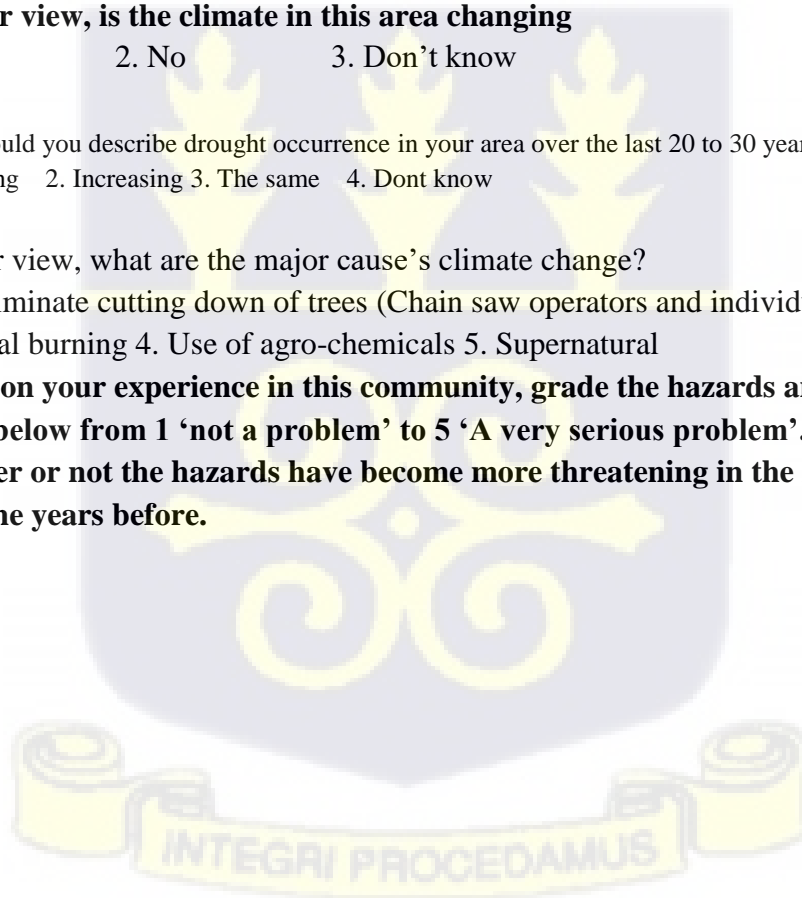 r view, is the climate in this area changing
2. No 3. Don’t know
uld you describe drought occurrence in your area over the last 20 to 30 year
ng 2. Increasing 3. The same 4. Dont know
r view, what are the major cause’s climate change?
iminate cutting down of trees (Chain saw operators and individ
al burning 4. Use of agro-chemicals 5. Supernatural
on your experience in this community, grade the hazards a
below from 1 ‘not a problem’ to 5 ‘A very serious problem’.
er or not the hazards have become more threatening in the
he years before.
INTEGRI PROCEDAMUS